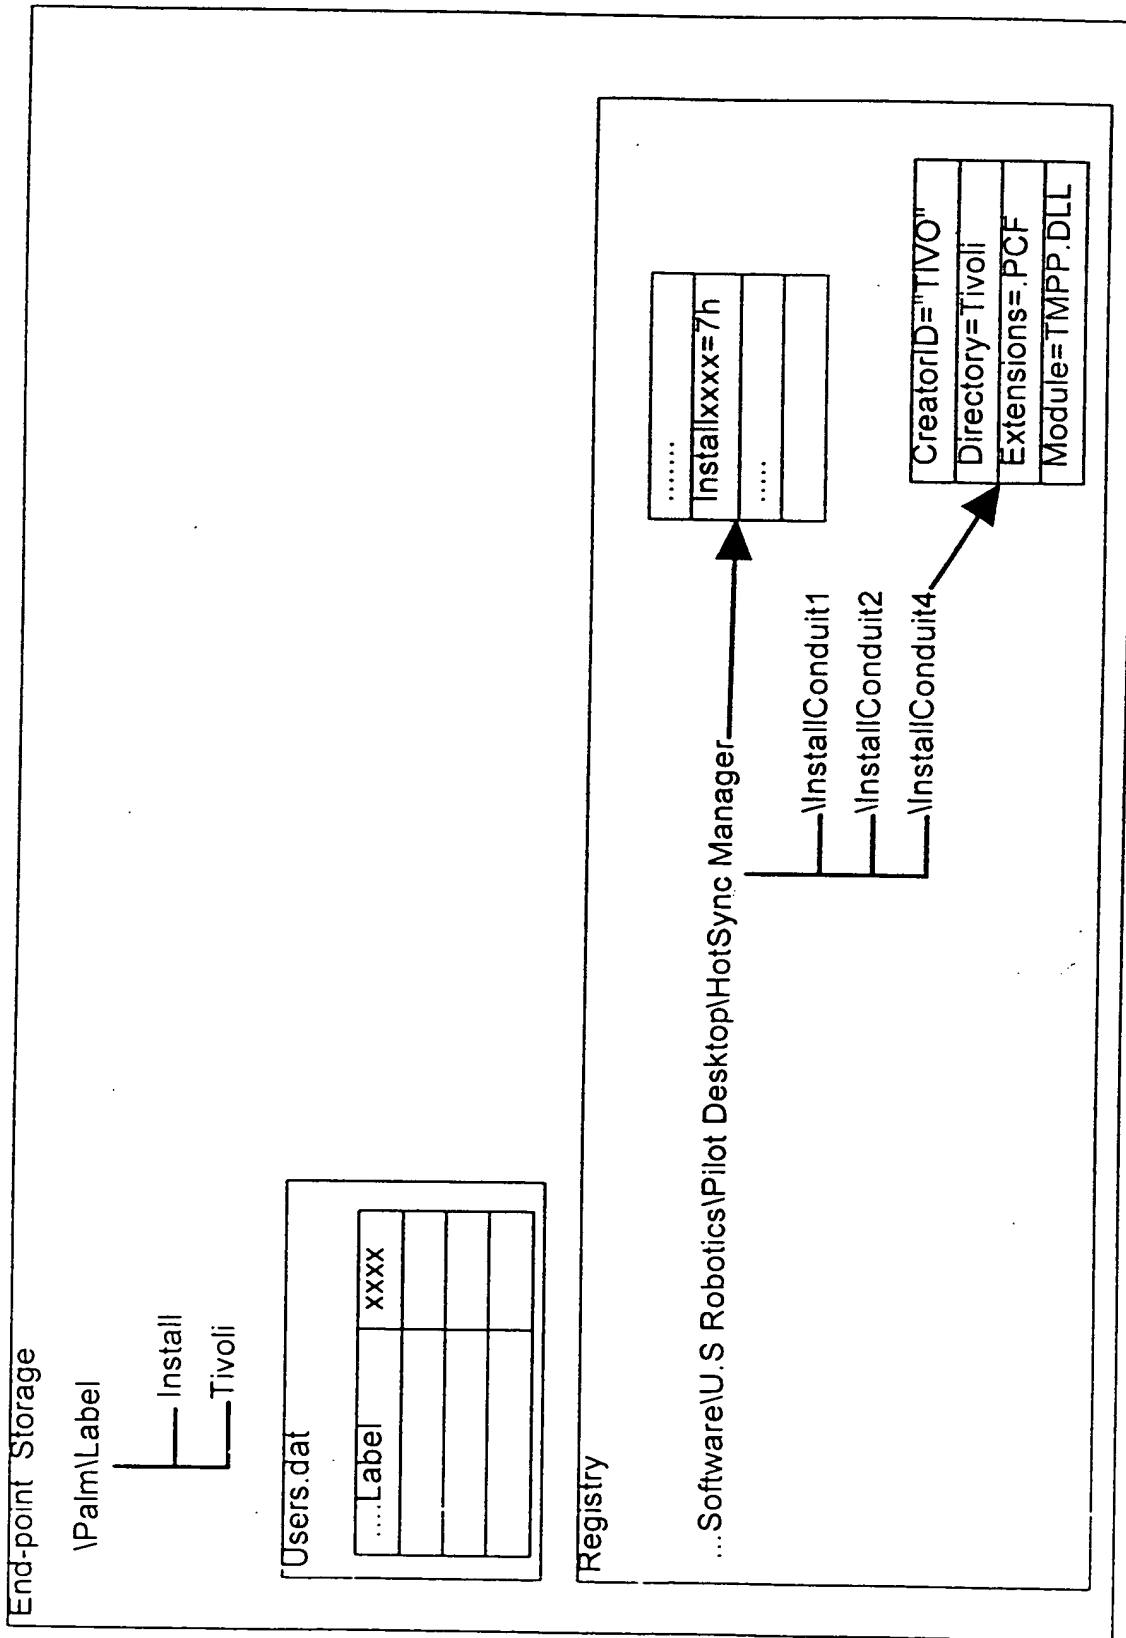 End-point Storage
\Palm\Label
Install
Tivoli
Users.dat
....Label
xxxx
Registry
...Software\U.S Robotics\Pilot Desktop\HotSync Manager
\InstallConduit1
\InstallConduit2
\InstallConduit4
.......
Installxxxx=7h
.....
CreatorID="TIVO"
Directory=Tivoli
Extensions=.PCF
Module=TMPP.DLL